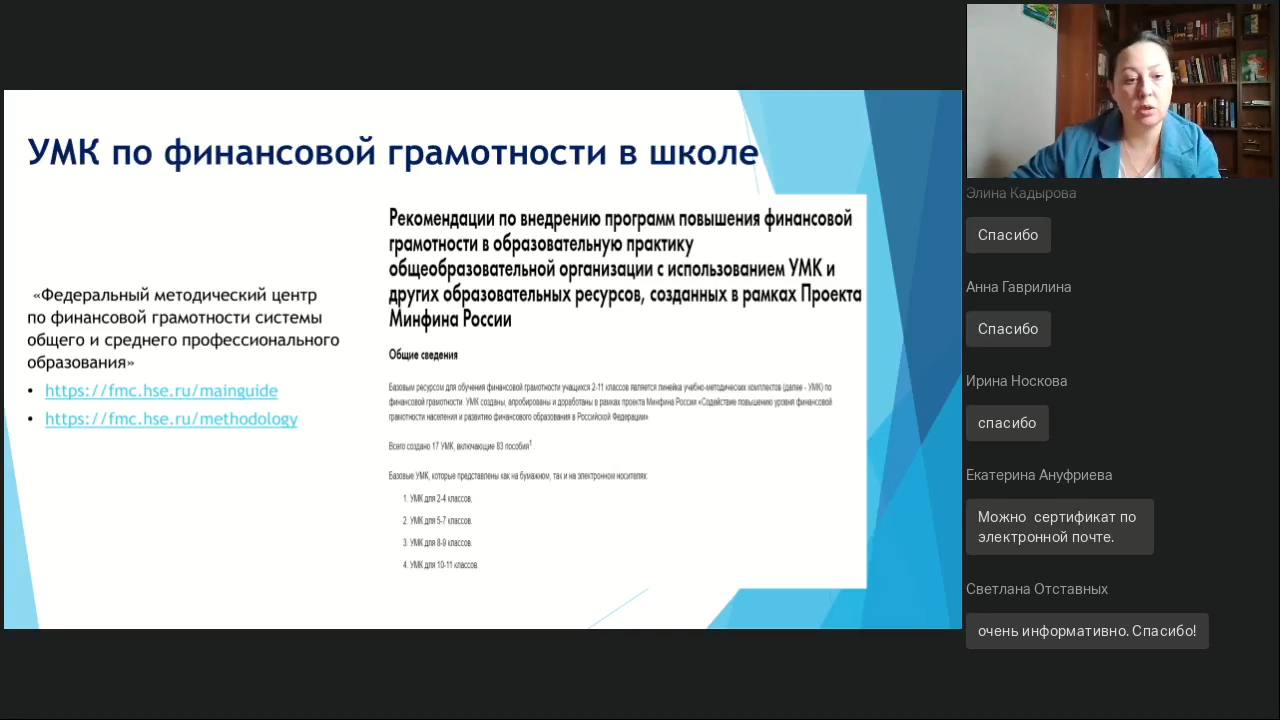 УМК по финансовой грамотности в школе
«Федеральный методический центр
по финансовой грамотности системы
общего и среднего профессионального
образования»
• https://fmc.hse.ru/mainguide
• https://fmc.hse.ru/methodology
Рекомендации по внедрению программ повышения финансовой
грамотности в образовательную практику
общеобразовательной организации с использованием УМК и
других образовательных ресурсов, созданных в рамках Проекта
Минфина России
Общие сведения
Базовым ресурсом для обучения финансовой грамотности учащихся 2-11 классов является линейка учебно-методических комплектов (далее - УМК) по
финансовой грамотности. УМК созданы, апробированы и доработаны в рамках проекта Минфина России «Содействие повышению уровня финансовой
грамотности населения и развитию финансового образования в Российской Федерации»
Всего создано 17 УМК, включающие 83 пособия1.
Базовые УМК, которые представлены как на бумажном, так и на электронном носителях:
1. УМК для 2-4 классов.
2. УМК для 5-7 классов.
3. УМК для 8-9 классов.
4. УМК для 10-11 классов.
Элина Кадырова
Спасибо
Анна Гаврилина
Спасибо
Ирина Носкова
спасибо
Екатерина Ануфриева
Можно сертификат по
электронной почте.
Светлана Отставных
очень информативно. Спасибо!